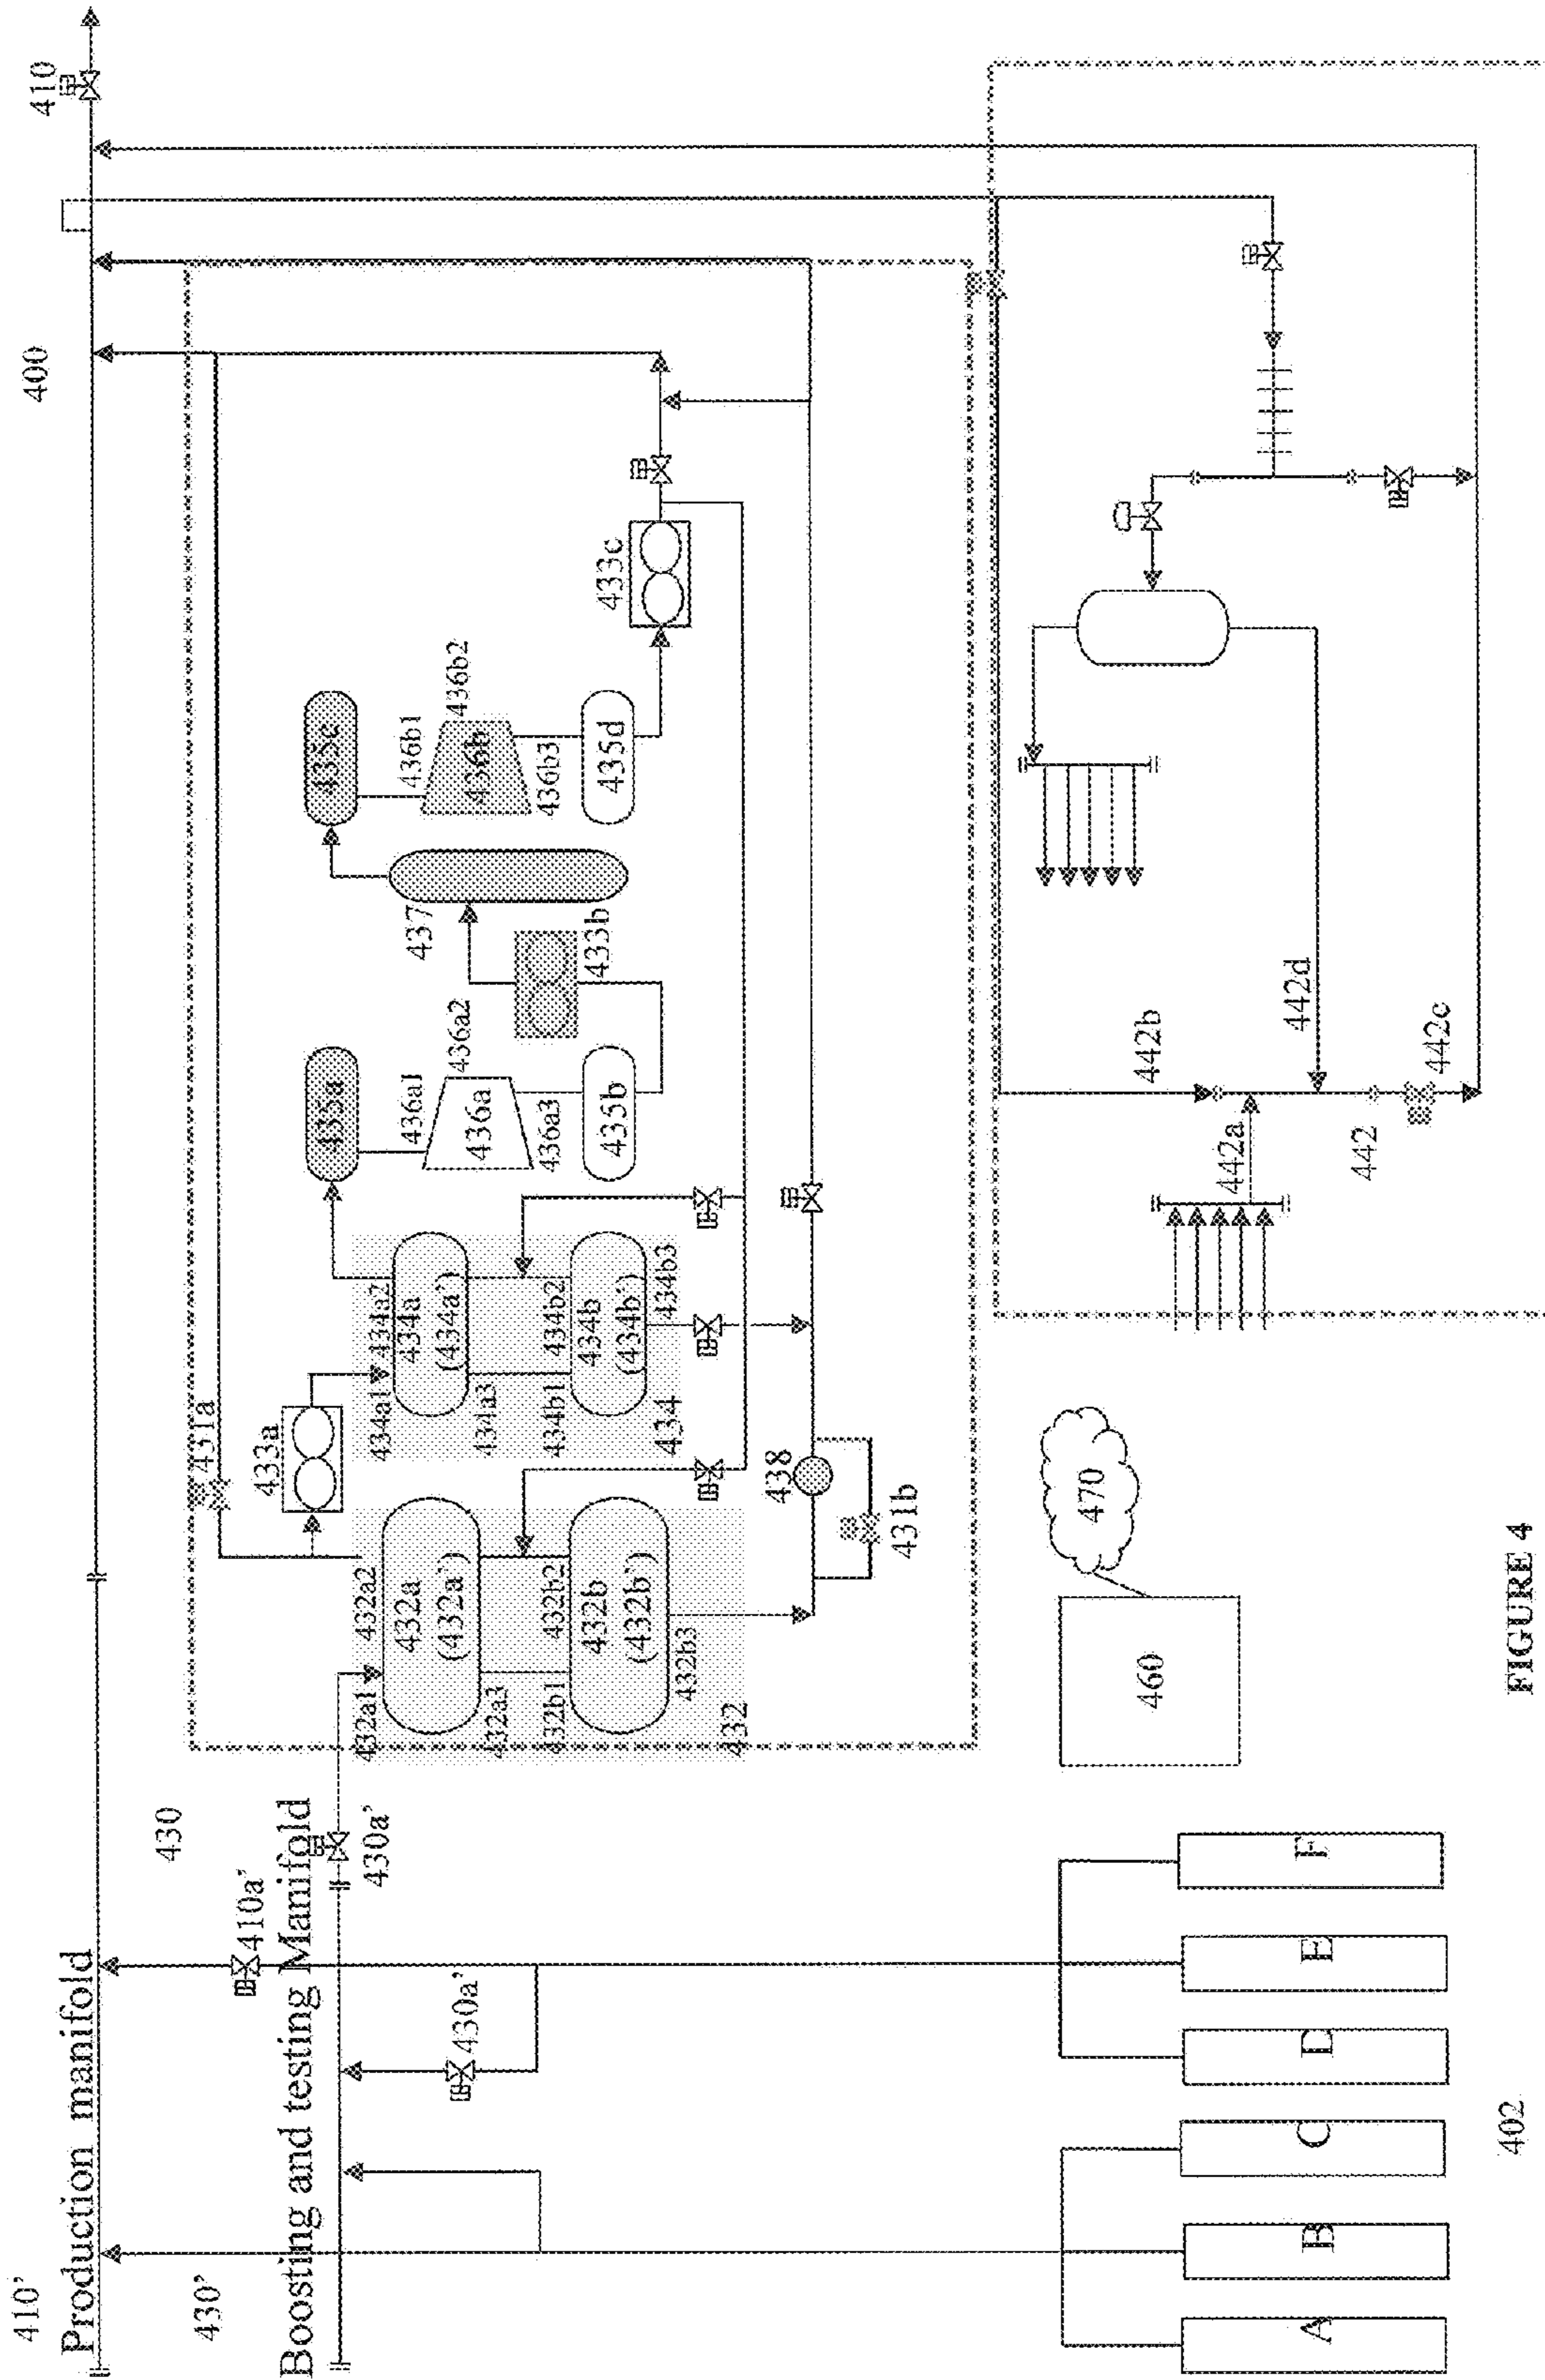 410'
Production manifold
430'
Boosting and testing Manifold
410a'
430
430a'
430a'
400
410
431a
433a
432a1
432a2
432a
(432a')
432a3
432b1
432b2
432b
(432b')
432b3
432
434a1
434a2
434a
(434a')
434a3
434b1
434b2
434b
(434b')
434b3
434
435a
436a1
436a
436a2
436a3
435b
433b
437
435c
436b1
436b
436b2
436b3
435d
433c
438
431b
442b
442a
442d
442
442c
A
B
C
D
E
F
402
460
470
FIGURE 4